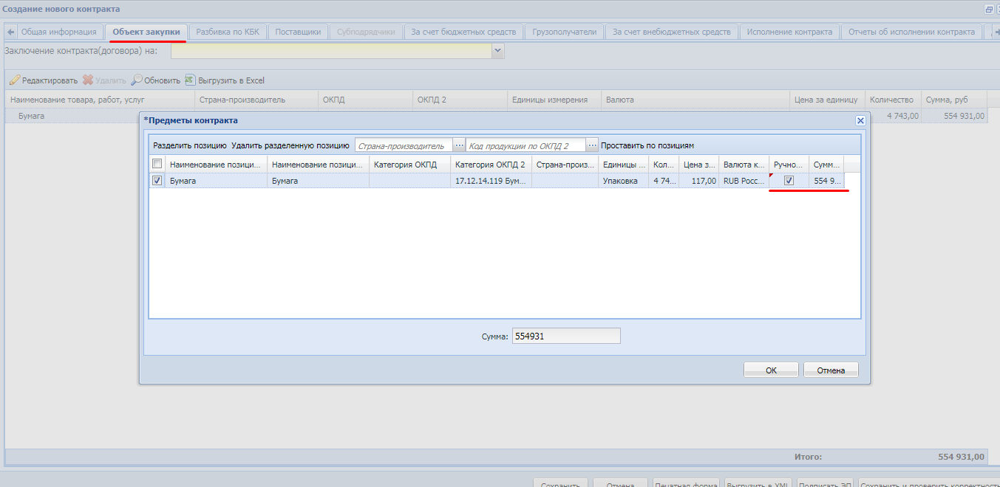 Создание нового контракта
Общая информация Объект закупки Разбивка по КБК Поставщики Субподрядчики За счет бюджетных средств Грузополучатели За счет внебюджетных средств Исполнение контракта Отчеты об исполнении контракта
Заключение контракта(договора) на:
Редактировать Удалить Обновить Выгрузить в Excel
Наименование товара, работ, услуг Страна-производитель ОКПД ОКПД 2 Единицы измерения Валюта Цена за единицу Количество Сумма, руб
Бумага 4 743,00 554 931,00
*Предметы контракта
Разделить позицию Удалить разделенную позицию Страна-производитель ... Код продукции по ОКПД 2 ... Проставить по позициям
Наименование позици... Наименование позици... Категория ОКПД Категория ОКПД 2 Страна-произ... Единицы ... Кол... Цена з... Валюта к... Ручно... Сумм...
Бумага Бумага 17.12.14.119 Бум... Упаковка 4 74... 117,00 RUB Росс... 554 9...
Сумма: 554931
ОК Отмена
Итого: 554 931,00
Сохранить Отмена Печатная форма Выгрузить в XML Подписать ЭП Сохранить и проверить корректность